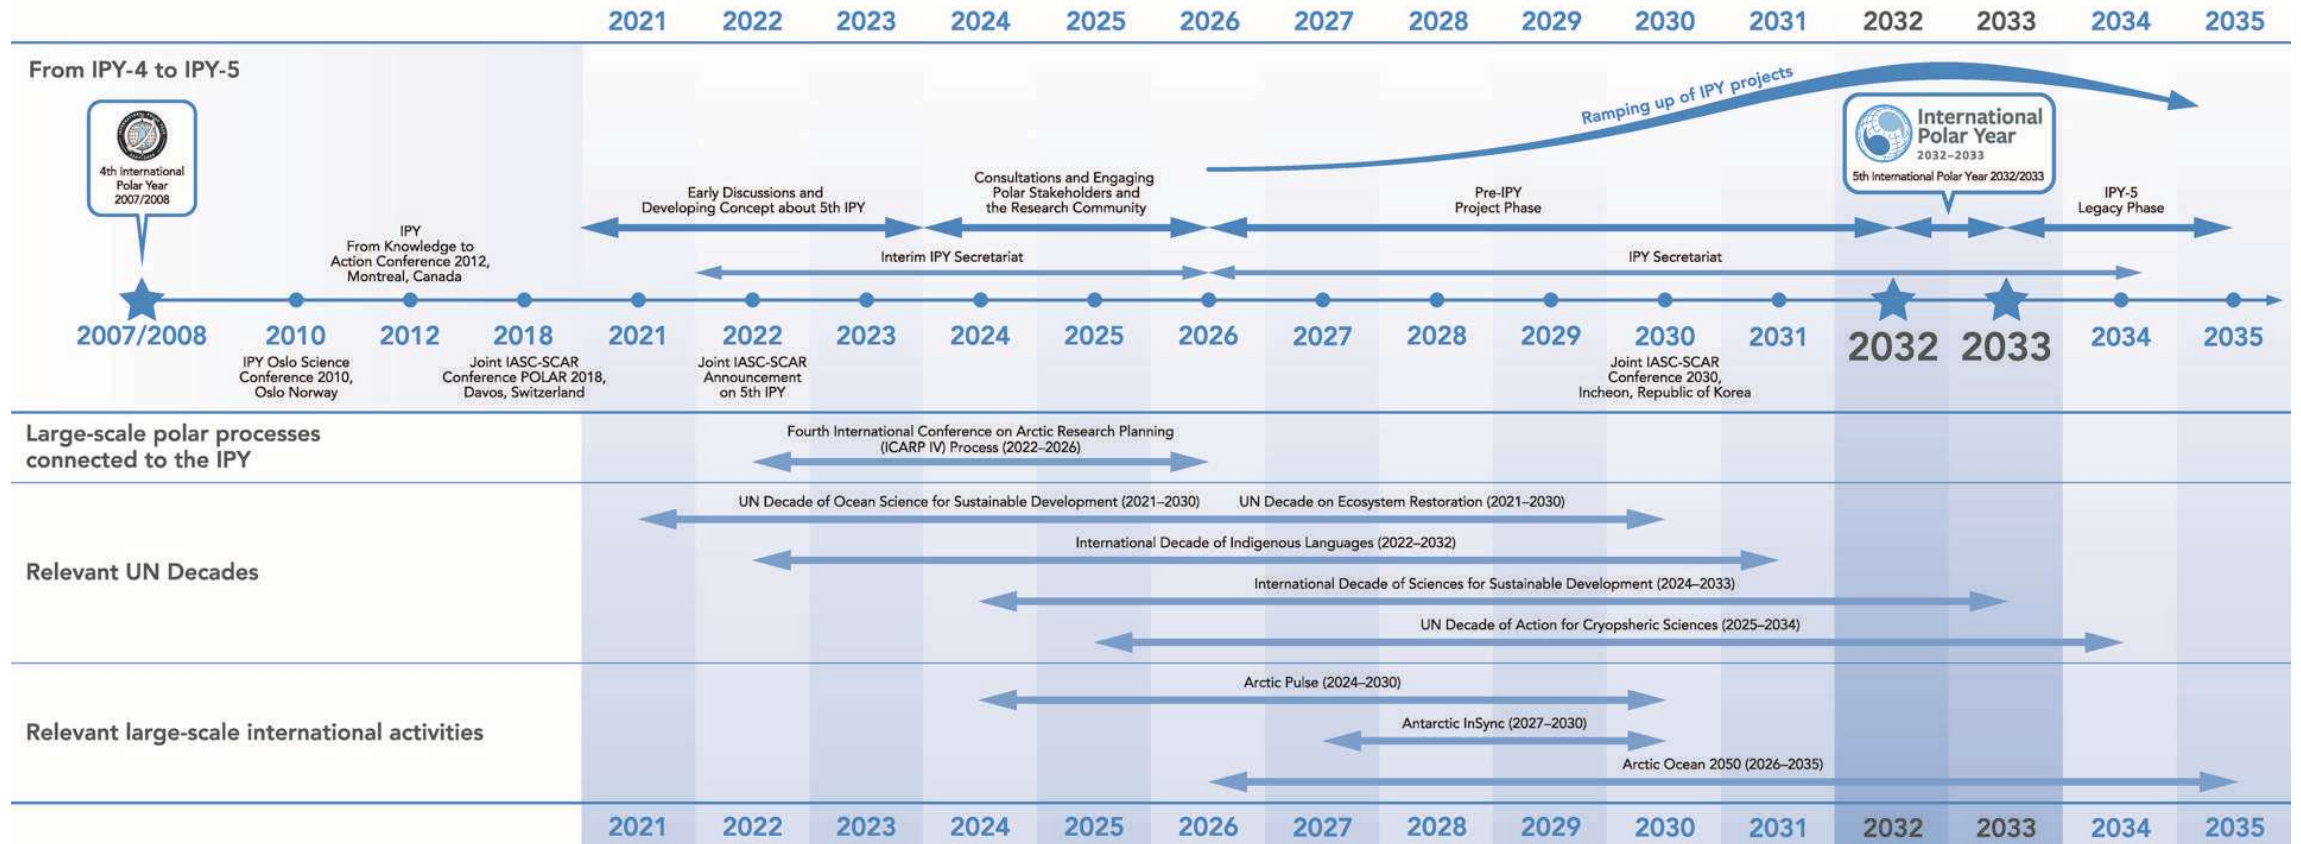 2021 2022 2023 2024 2025 2026 2027 2028 2029 2030 2031 2032 2033 2034 2035
From IPY-4 to IPY-5
4th International
Polar Year
2007/2008
IPY
From Knowledge to
Action Conference 2012,
Montreal, Canada
Early Discussions and
Developing Concept about 5th IPY
Consultations and Engaging
Polar Stakeholders and
the Research Community
Ramping up of IPY projects
Pre-IPY
Project Phase
International
Polar Year
2032–2033
5th International Polar Year 2032/2033
IPY-5
Legacy Phase
Interim IPY Secretariat
IPY Secretariat
2007/2008 2010 2012 2018 2021 2022 2023 2024 2025 2026 2027 2028 2029 2030 2031 2032 2033 2034 2035
IPY Oslo Science
Conference 2010,
Oslo Norway
Joint IASC-SCAR
Conference POLAR 2018,
Davos, Switzerland
Joint IASC-SCAR
Announcement
on 5th IPY
Joint IASC-SCAR
Conference 2030,
Incheon, Republic of Korea
Large-scale polar processes
connected to the IPY
Fourth International Conference on Arctic Research Planning
(ICARP IV) Process (2022–2026)
Relevant UN Decades
UN Decade of Ocean Science for Sustainable Development (2021–2030) UN Decade on Ecosystem Restoration (2021–2030)
International Decade of Indigenous Languages (2022–2032)
International Decade of Sciences for Sustainable Development (2024–2033)
UN Decade of Action for Cryopsheric Sciences (2025–2034)
Relevant large-scale international activities
Arctic Pulse (2024–2030)
Antarctic InSync (2027–2030)
Arctic Ocean 2050 (2026–2035)
2021 2022 2023 2024 2025 2026 2027 2028 2029 2030 2031 2032 2033 2034 2035